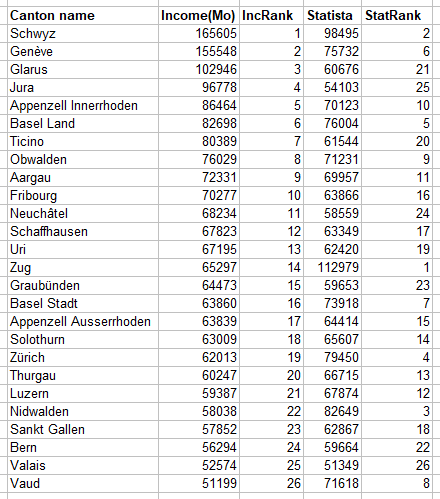 Canton name Income(Mo) IncRank Statista StatRank
Schwyz 165605 1 98495 2
Genève 155548 2 75732 6
Glarus 102946 3 60676 21
Jura 96778 4 54103 25
Appenzell Innerrhoden 86464 5 70123 10
Basel Land 82698 6 76004 5
Ticino 80389 7 61544 20
Obwalden 76029 8 71231 9
Aargau 72331 9 69957 11
Fribourg 70277 10 63866 16
Neuchâtel 68234 11 58559 24
Schaffhausen 67823 12 63349 17
Uri 67195 13 62420 19
Zug 65297 14 112979 1
Graubünden 64473 15 59653 23
Basel Stadt 63860 16 73918 7
Appenzell Ausserrhoden 63839 17 64414 15
Solothurn 63009 18 65607 14
Zürich 62013 19 79450 4
Thurgau 60247 20 66715 13
Luzern 59387 21 67874 12
Nidwalden 58038 22 82649 3
Sankt Gallen 57852 23 62867 18
Bern 56294 24 59664 22
Valais 52574 25 51349 26
Vaud 51199 26 71618 8